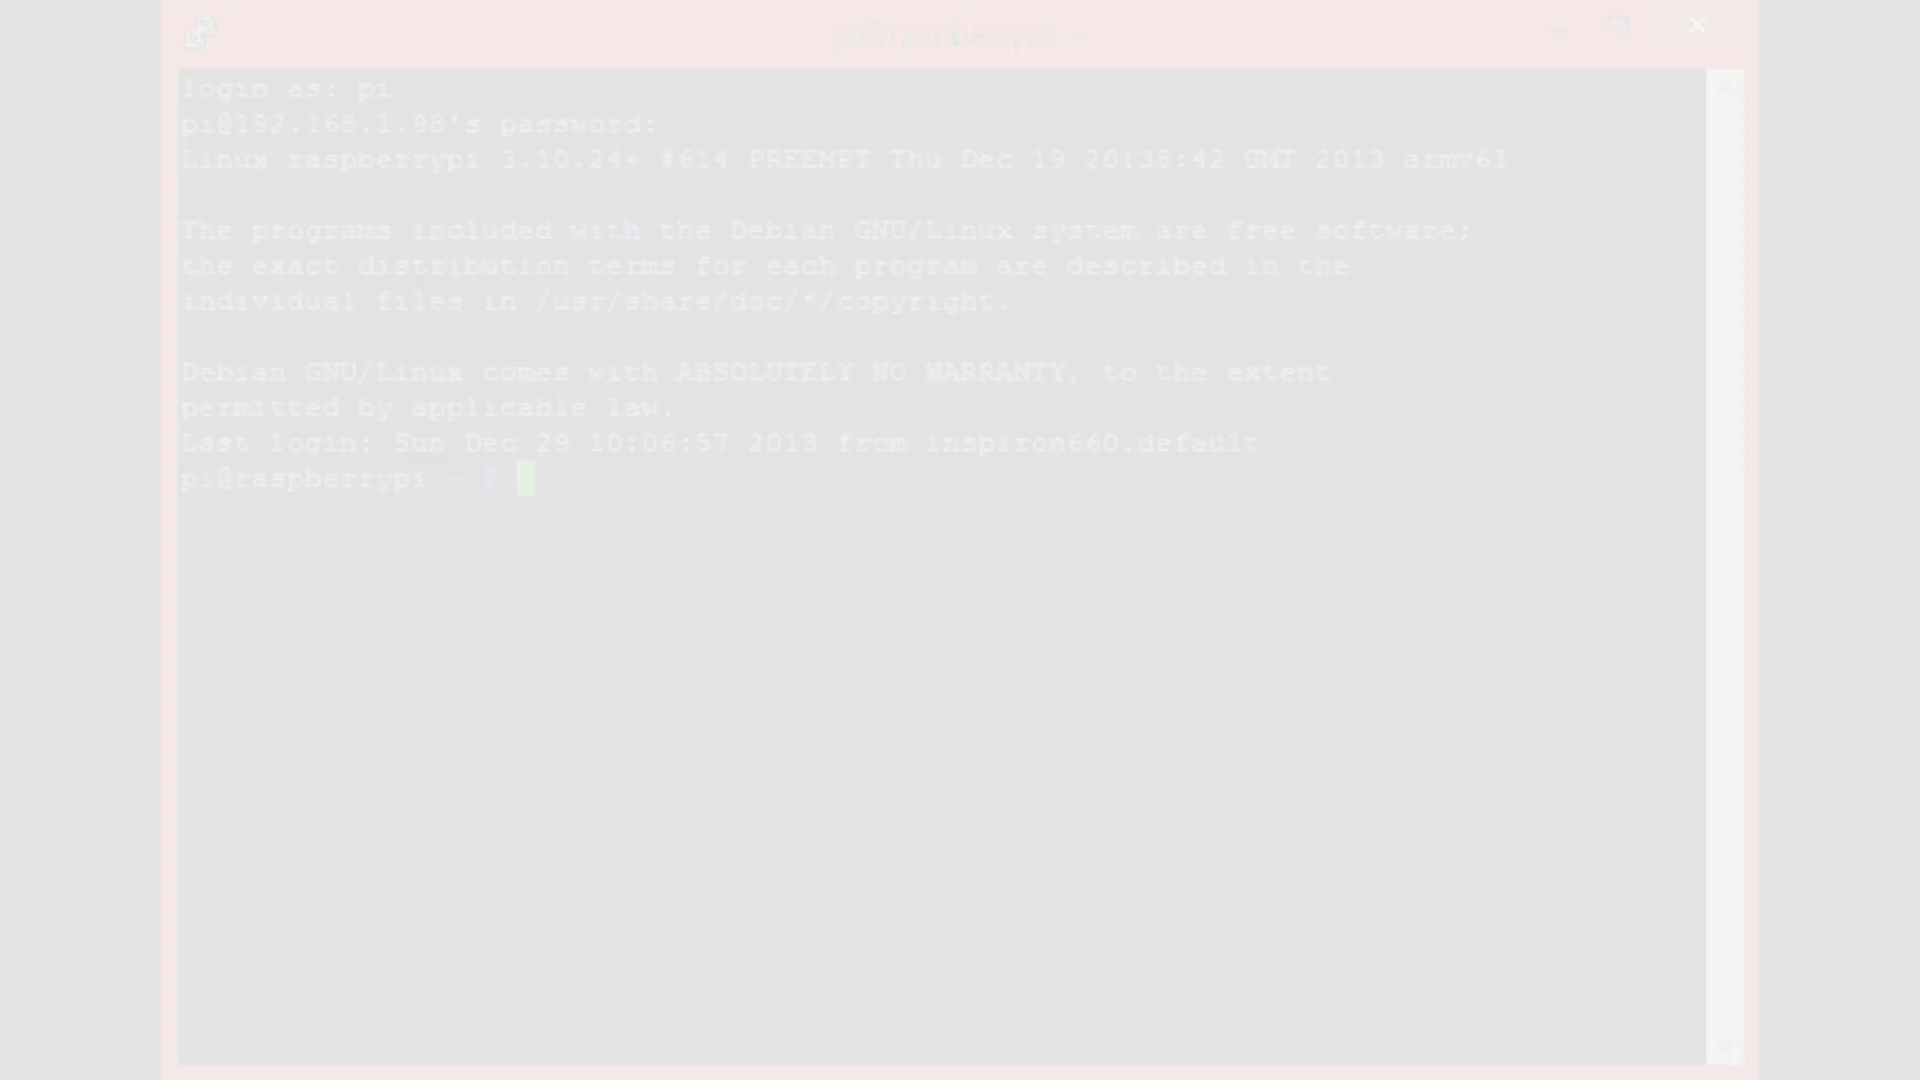 pi@raspberrypi: ~
login as: pi
pi@192.168.1.98's password:
Linux raspberrypi 3.10.24+ #614 PREEMPT Thu Dec 19 20:38:42 GMT 2013 armv6l
The programs included with the Debian GNU/Linux system are free software;
the exact distribution terms for each program are described in the
individual files in /usr/share/doc/*/copyright.
Debian GNU/Linux comes with ABSOLUTELY NO WARRANTY, to the extent
permitted by applicable law.
Last login: Sun Dec 29 10:06:57 2013 from inspiron660.default
pi@raspberrypi ~ $